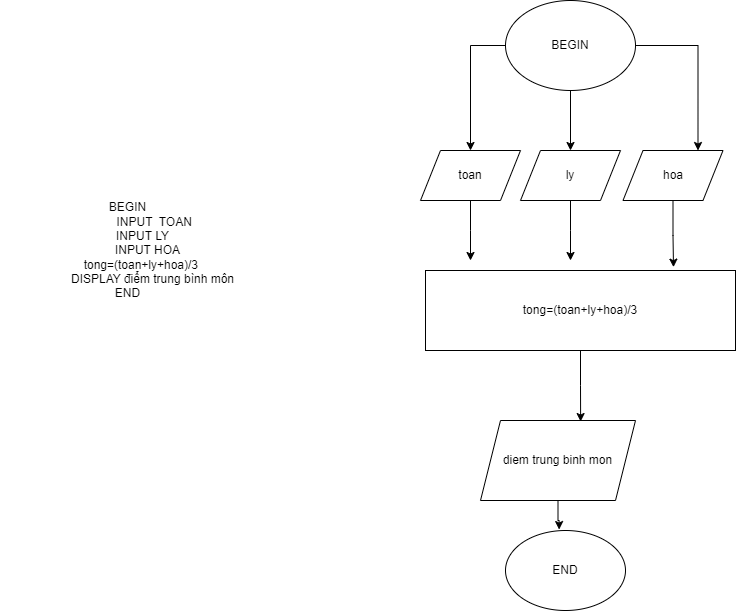 BEGIN
INPUT TOAN
INPUT LY
INPUT HOA
tong=(toan+ly+hoa)/3
DISPLAY điểm trung bình môn
END
BEGIN
toan
ly
hoa
tong=(toan+ly+hoa)/3
diem trung binh mon
END